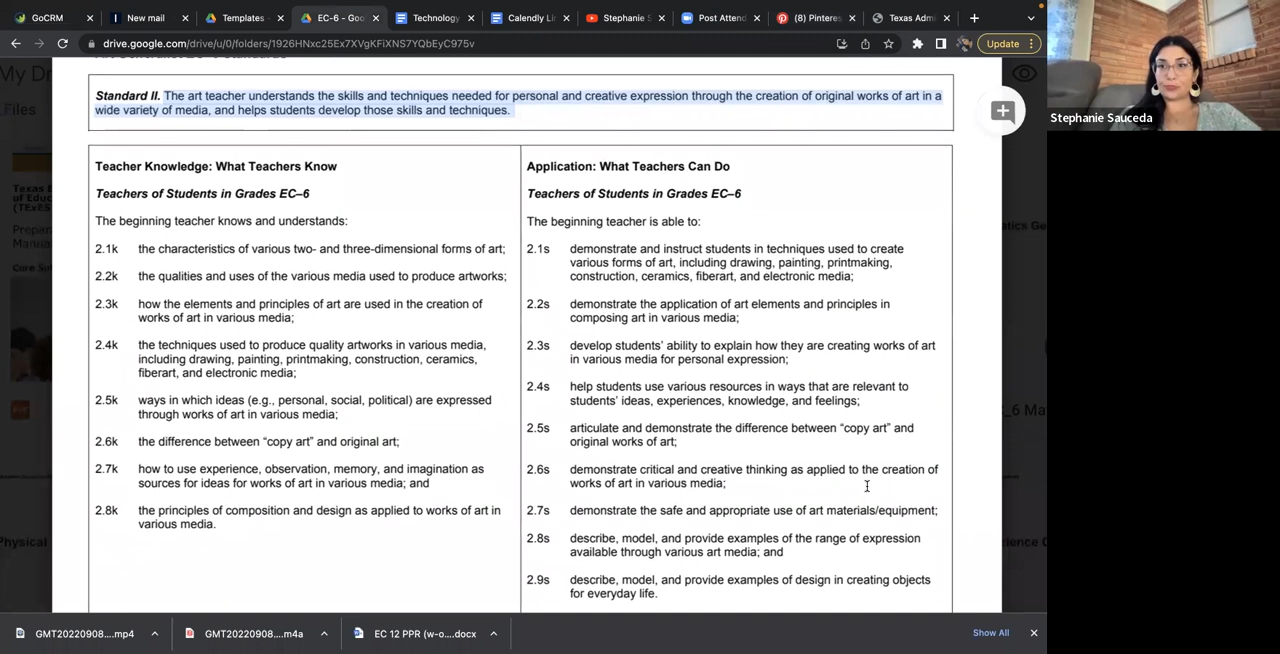 GoCRM
New mail
Templates -
EC-6 - Goo
Technology
Calendly Lin
Stephanie S
Post Attend
(8) Pinteres
Texas Admi
drive.google.com/drive/u/0/folders/1926HNxc25Ex7XVgKFiXNS7YQbEyC975v
Update
My Dr
Files
Standard II. The art teacher understands the skills and techniques needed for personal and creative expression through the creation of original works of art in a
wide variety of media, and helps students develop those skills and techniques.
Stephanie Sauceda
Teacher Knowledge: What Teachers Know
Teachers of Students in Grades EC–6
The beginning teacher knows and understands:
2.1k the characteristics of various two- and three-dimensional forms of art;
2.2k the qualities and uses of the various media used to produce artworks;
2.3k how the elements and principles of art are used in the creation of
works of art in various media;
2.4k the techniques used to produce quality artworks in various media,
including drawing, painting, printmaking, construction, ceramics,
fiberart, and electronic media;
2.5k ways in which ideas (e.g., personal, social, political) are expressed
through works of art in various media;
2.6k the difference between “copy art” and original art;
2.7k how to use experience, observation, memory, and imagination as
sources for ideas for works of art in various media; and
2.8k the principles of composition and design as applied to works of art in
various media.
Application: What Teachers Can Do
Teachers of Students in Grades EC–6
The beginning teacher is able to:
2.1s demonstrate and instruct students in techniques used to create
various forms of art, including drawing, painting, printmaking,
construction, ceramics, fiberart, and electronic media;
2.2s demonstrate the application of art elements and principles in
composing art in various media;
2.3s develop students’ ability to explain how they are creating works of art
in various media for personal expression;
2.4s help students use various resources in ways that are relevant to
students’ ideas, experiences, knowledge, and feelings;
2.5s articulate and demonstrate the difference between “copy art” and
original works of art;
2.6s demonstrate critical and creative thinking as applied to the creation of
works of art in various media;
2.7s demonstrate the safe and appropriate use of art materials/equipment;
2.8s describe, model, and provide examples of the range of expression
available through various art media; and
2.9s describe, model, and provide examples of design in creating objects
for everyday life.
Texas E
of Educ
(TExES
Prepar
Manua
Core Su
Physical
GMT20220908....mp4
GMT20220908....m4a
EC 12 PPR (w-o....docx
Show All